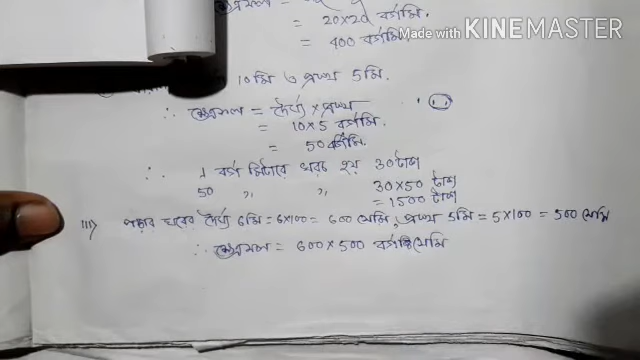 = 20×20 বর্গমি.
= 400 বর্গমি.
Made with KINEMASTER
10মি ও প্রস্থ 5মি
ক্ষেত্রফল = দৈর্ঘ্য × প্রস্থ
= 10×5 বর্গমি.
= 50 বর্গমি.
∴ 1 বর্গ মিটারে খরচ হয় 30 টাকা
50 " " 30×50 টাকা
= 1500 টাকা
III> পড়ার ঘরের দৈর্ঘ্য 6মি = 6×100 = 600 সেমি, প্রস্থ 5মি = 5×100 = 500 সেমি
∴ ক্ষেত্রফল = 600×500 বর্গসেমি